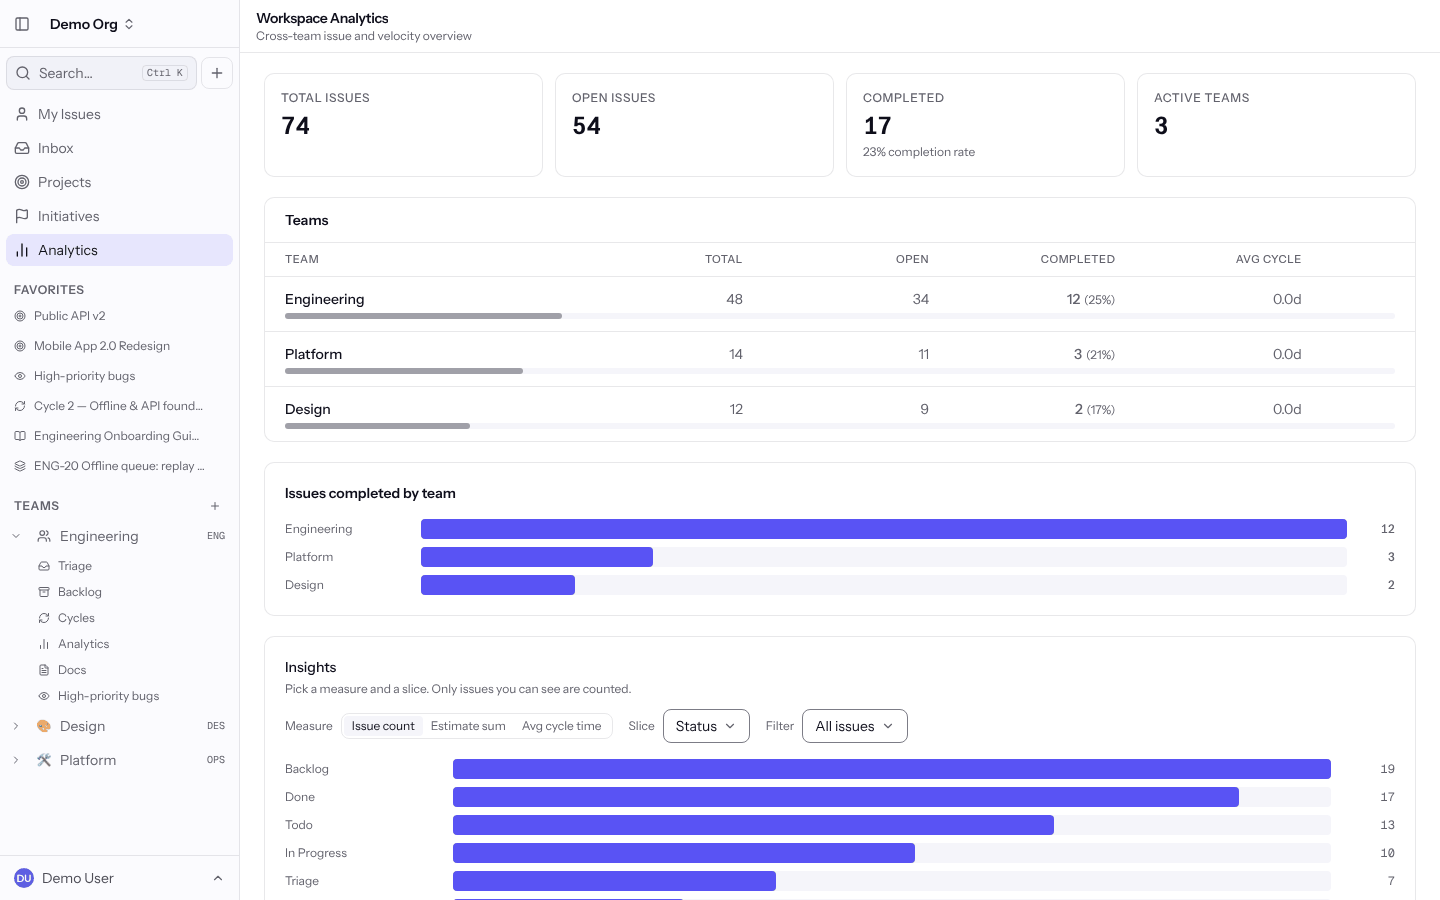 Demo Org
Search...
Ctrl K
My Issues
Inbox
Projects
Initiatives
Analytics
FAVORITES
Public API v2
Mobile App 2.0 Redesign
High-priority bugs
Cycle 2 — Offline & API found...
Engineering Onboarding Gui...
ENG-20 Offline queue: replay ...
TEAMS
Engineering ENG
Triage
Backlog
Cycles
Analytics
Docs
High-priority bugs
Design DES
Platform OPS
DU Demo User
Workspace Analytics
Cross-team issue and velocity overview
TOTAL ISSUES
74
OPEN ISSUES
54
COMPLETED
17
23% completion rate
ACTIVE TEAMS
3
Teams
TEAM TOTAL OPEN COMPLETED AVG CYCLE
Engineering 48 34 12 (25%) 0.0d
Platform 14 11 3 (21%) 0.0d
Design 12 9 2 (17%) 0.0d
Issues completed by team
Engineering 12
Platform 3
Design 2
Insights
Pick a measure and a slice. Only issues you can see are counted.
Measure Issue count Estimate sum Avg cycle time Slice Status Filter All issues
Backlog 19
Done 17
Todo 13
In Progress 10
Triage 7